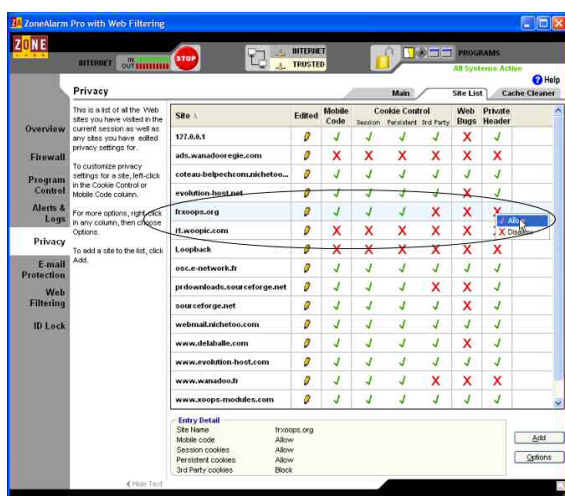 ZA ZoneAlarm Pro with Web Filtering
ZONE
LABS
INTERNET IN OUT
STOP
INTERNET
TRUSTED
PROGRAMS
All Systems Active
Help
Privacy
Main
Site List
Cache Cleaner
Overview
Firewall
Program Control
Alerts & Logs
Privacy
E-mail Protection
Web Filtering
ID Lock
This is a list of all the Web
sites you have visited in the
current session as well as
any sites you have edited
privacy settings for.
To customize privacy
settings for a site, left-click
in the Cookie Control or
Mobile Code column.
For more options, right-click
in any column, then choose
Options.
To add a site to the list, click
Add.
Hide Text
Site Edited Mobile Code Cookie Control Web Bugs Private Header
Session Persistent 3rd Party
127.0.0.1
ads.wanadooregie.com
coteau-belpechcom.nichetoo...
evolution-host.net
frxoops.org
Allow
i1.woopic.com
Loopback
osc.e-network.fr
prdownloads.sourceforge.net
sourceforge.net
webmail.nichetoo.com
www.delaballe.com
www.evolution-host.com
www.wanadoo.fr
www.xoops-modules.com
Entry Detail
Site Name frxoops.org
Mobile code Allow
Session cookies Allow
Persistent cookies Allow
3rd Party cookies Block
Add
Options